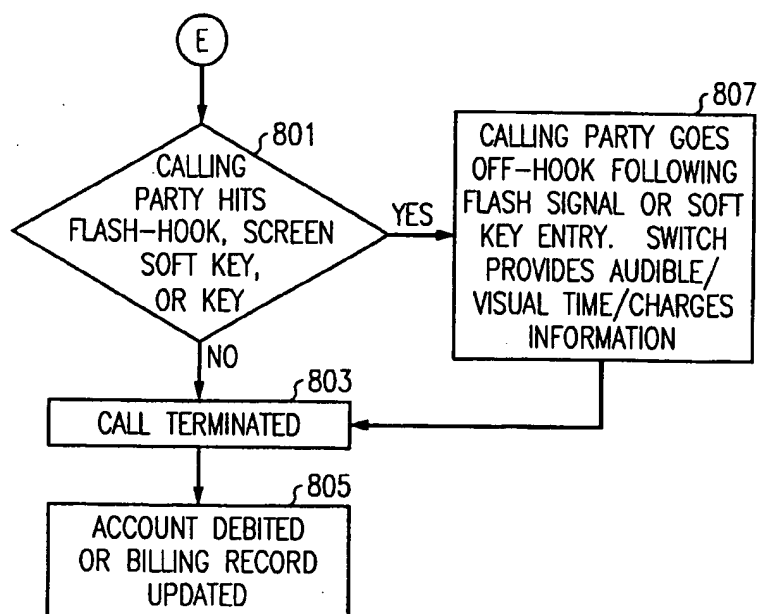 E
801
CALLING
PARTY HITS
FLASH-HOOK, SCREEN
SOFT KEY,
OR KEY
YES
807
CALLING PARTY GOES
OFF-HOOK FOLLOWING
FLASH SIGNAL OR SOFT
KEY ENTRY. SWITCH
PROVIDES AUDIBLE/
VISUAL TIME/CHARGES
INFORMATION
NO
803
CALL TERMINATED
805
ACCOUNT DEBITED
OR BILLING RECORD
UPDATED